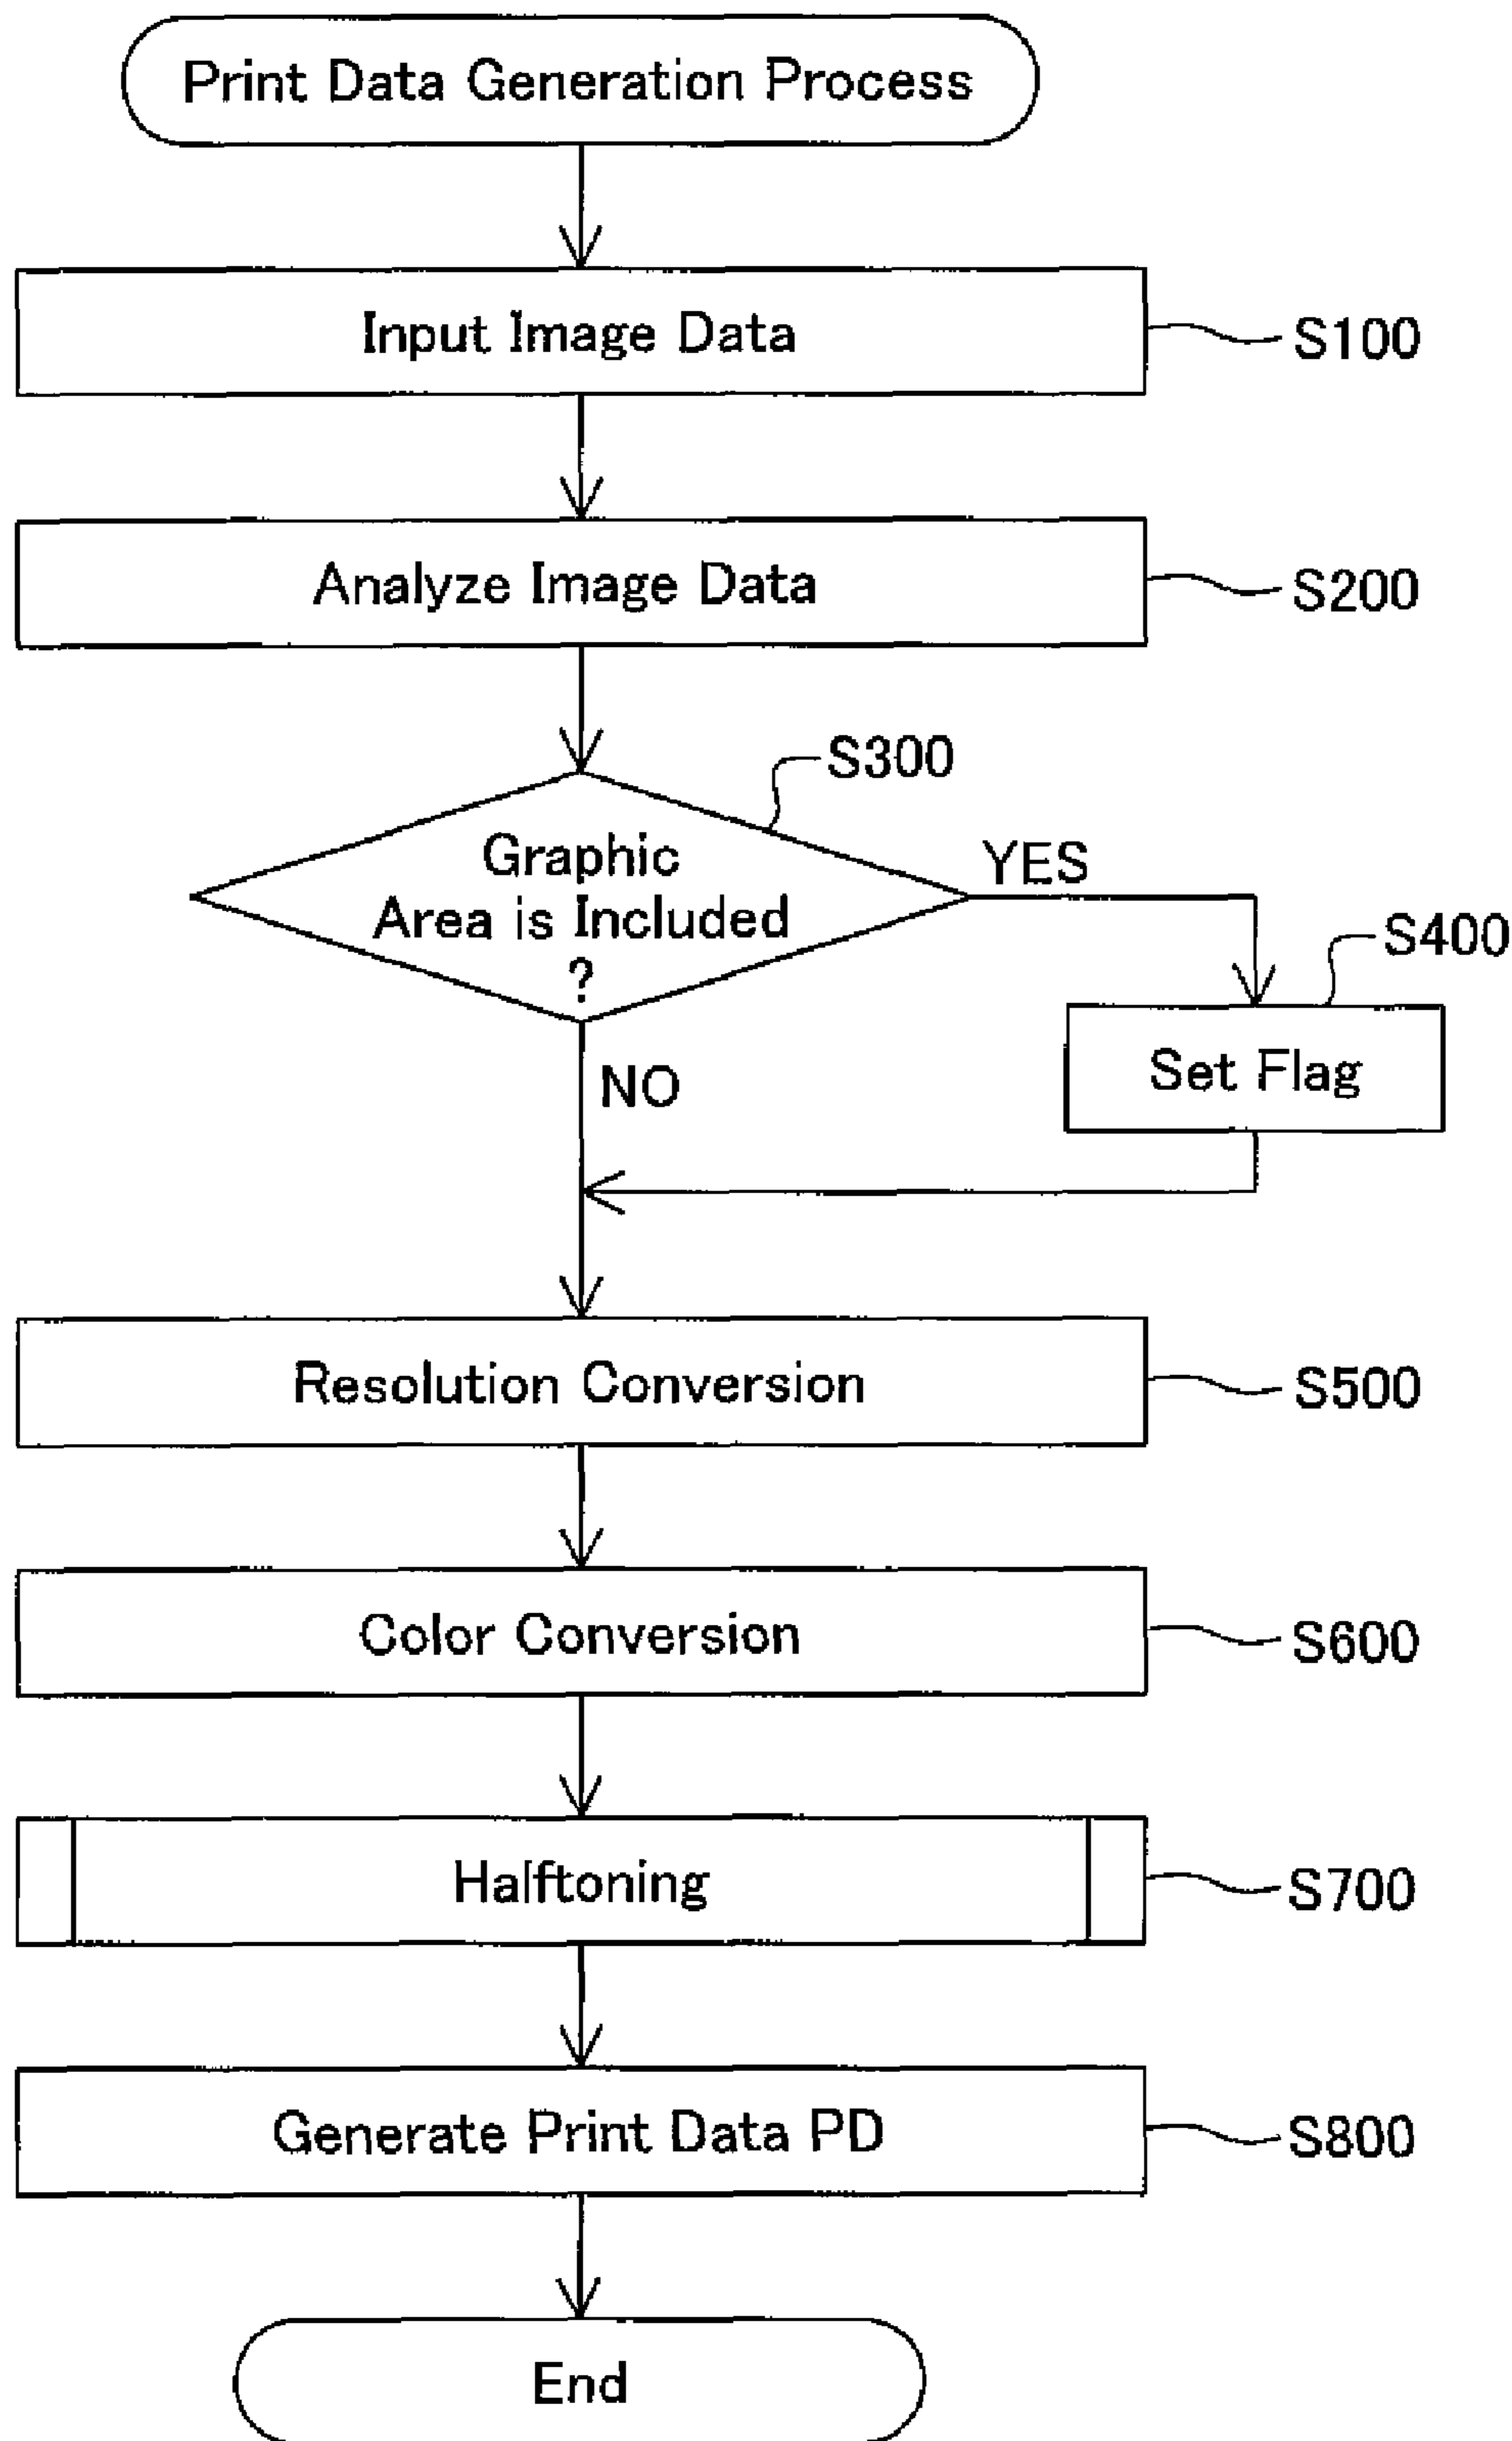 Print Data Generation Process
Input Image Data
S100
Analyze Image Data
S200
S300
Graphic
Area is Included
?
YES
S400
Set Flag
NO
Resolution Conversion
S500
Color Conversion
S600
Halftoning
S700
Generate Print Data PD
S800
End